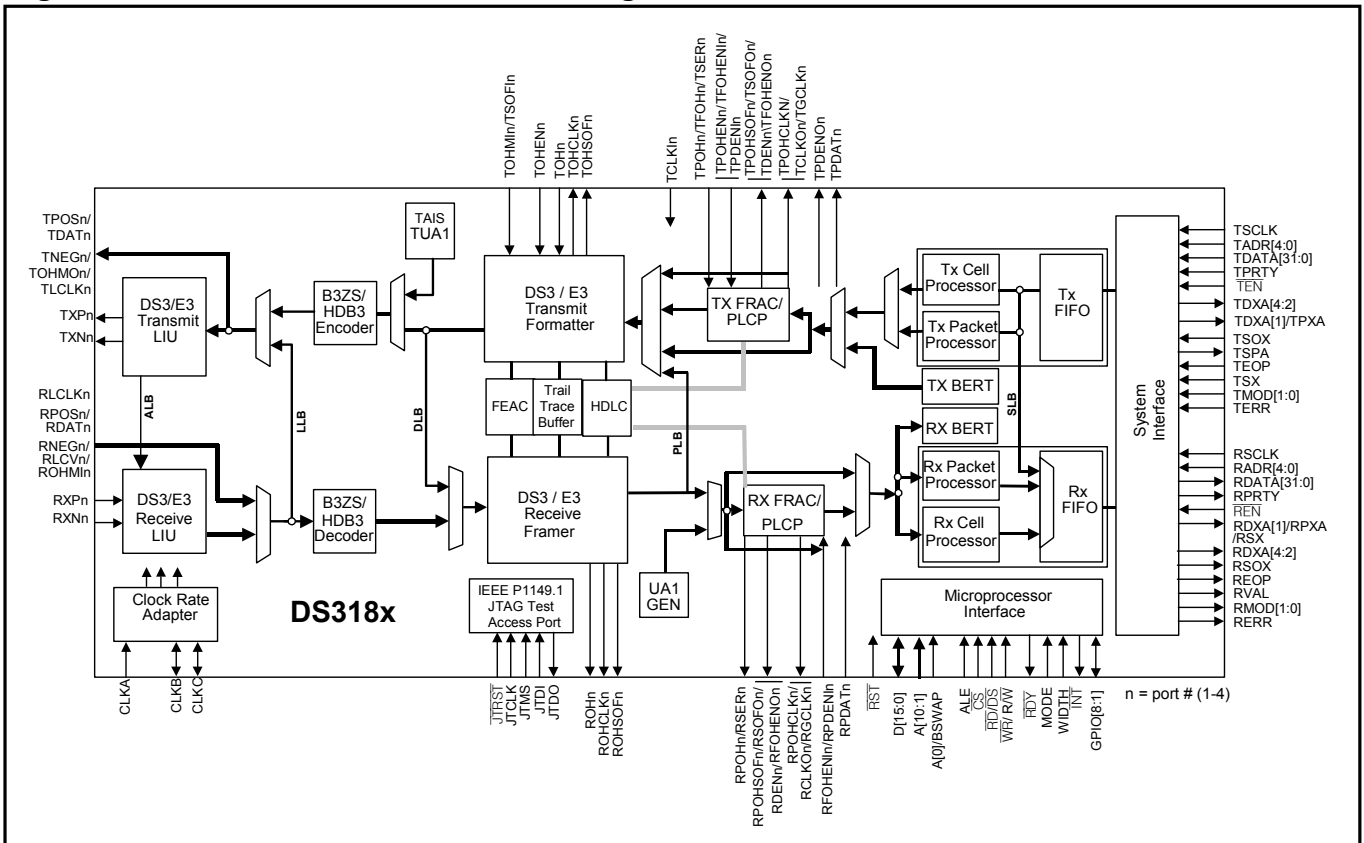 TOHMIn/TSOFIn
TOHENn
TOHn
TOHCLKn
TOHSOFn
TCLKIn
TPOHn/TFOHn/TSERn
TPOHENn/TFOHENIn/
TPDENIn
TPOHSOFn/TSOFOn/
TDENn\TFOHENOn
TPOHCLKN/
TCLKOn/TGCLKn
TPDENOn
TPDATn
TPOSn/
TDATn
TNEGn/
TOHMOn/
TLCLKn
TXPn
TXNn
RLCLKn
RPOSn/
RDATn
RNEGn/
RLCVn/
ROHMIn
RXPn
RXNn
DS3/E3
Transmit
LIU
ALB
DS3/E3
Receive
LIU
Clock Rate
Adapter
LLB
TAIS
TUA1
B3ZS/
HDB3
Encoder
B3ZS/
HDB3
Decoder
DLB
DS3 / E3
Transmit
Formatter
FEAC
Trail
Trace
Buffer
HDLC
DS3 / E3
Receive
Framer
DS318x
IEEE P1149.1
JTAG Test
Access Port
PLB
UA1
GEN
TX FRAC/
PLCP
RX FRAC/
PLCP
Tx Cell
Processor
Tx Packet
Processor
Tx
FIFO
TX BERT
RX BERT
SLB
Rx Packet
Processor
Rx Cell
Processor
Rx
FIFO
Microprocessor
Interface
System
Interface
TSCLK
TADR[4:0]
TDATA[31:0]
TPRTY
TEN
TDXA[4:2]
TDXA[1]/TPXA
TSOX
TSPA
TEOP
TSX
TMOD[1:0]
TERR
RSCLK
RADR[4:0]
RDATA[31:0]
RPRTY
REN
RDXA[1]/RPXA
/RSX
RDXA[4:2]
RSOX
REOP
RVAL
RMOD[1:0]
RERR
n = port # (1-4)
CLKA
CLKB
CLKC
JTRST
JTCLK
JTMS
JTDI
JTDO
ROHn
ROHCLKn
ROHSOFn
RPOHn/RSERn
RPOHSOFn/RSOFOn/
RDENn/RFOHENOn
RPOHCLKn/
RCLKOn/RGCLKn
RFOHENIn/RPDENIn
RPDATn
RST
D[15:0]
A[10:1]
A[0]/BSWAP
ALE
CS
RD/DS
WR/ R/W
RDY
MODE
WIDTH
INT
GPIO[8:1]